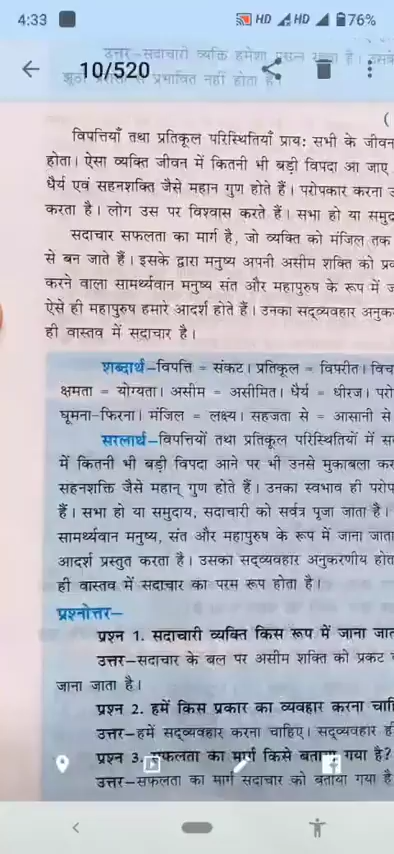 4:33 HD HD 76%
उत्तर-सदाचारी व्यक्ति हमेशा
10/520
झूठी से प्रभावित नहीं होता है।
(
विपत्तियाँ तथा प्रतिकूल परिस्थितियाँ प्राय: सभी के जीवन
होता। ऐसा व्यक्ति जीवन में कितनी भी बड़ी विपदा आ जाए
धैर्य एवं सहनशक्ति जैसे महान गुण होते हैं। परोपकार करना
करता है। लोग उस पर विश्वास करते हैं। सभा हो या समुद
सदाचार सफलता का मार्ग है, जो व्यक्ति को मंजिल तक
से बन जाते हैं। इसके द्वारा मनुष्य अपनी असीम शक्ति को प्र
करने वाला सामर्थ्यवान मनुष्य संत और महापुरुष के रूप में ज
ऐसे ही महापुरुष हमारे आदर्श होते हैं। उनका सद्व्यवहार अनुक
ही वास्तव में सदाचार है।
शब्दार्थ-विपत्ति = संकट। प्रतिकूल = विपरीत। विच
क्षमता = योग्यता। असीम = असीमित। धैर्य = धीरज। परो
घूमना-फिरना। मंजिल = लक्ष्य। सहजता से = आसानी से
सरलार्थ-विपत्तियों तथा प्रतिकूल परिस्थितियों में स
में कितनी भी बड़ी विपदा आने पर भी उनसे मुकाबला कर
सहनशक्ति जैसे महान् गुण होते हैं। उनका स्वभाव ही परोप
हैं। सभा हो या समुदाय, सदाचारी को सर्वत्र पूजा जाता है।
सामर्थ्यवान मनुष्य, संत और महापुरुष के रूप में जाना जाता
आदर्श प्रस्तुत करता है। उसका सद्व्यवहार अनुकरणीय होत
ही वास्तव में सदाचार का परम रूप होता है।
प्रश्नोत्तर—
प्रश्न 1. सदाचारी व्यक्ति किस रूप में जाना जात
उत्तर-सदाचार के बल पर असीम शक्ति को प्रकट
जाना जाता है।
प्रश्न 2. हमें किस प्रकार का व्यवहार करना चाहि
उत्तर-हमें सद्व्यवहार करना चाहिए। सद्व्यवहार ही
प्रश्न 3. सफलता का मार्ग किसे बताया गया है?
उत्तर-सफलता का मार्ग सदाचार को बताया गया है